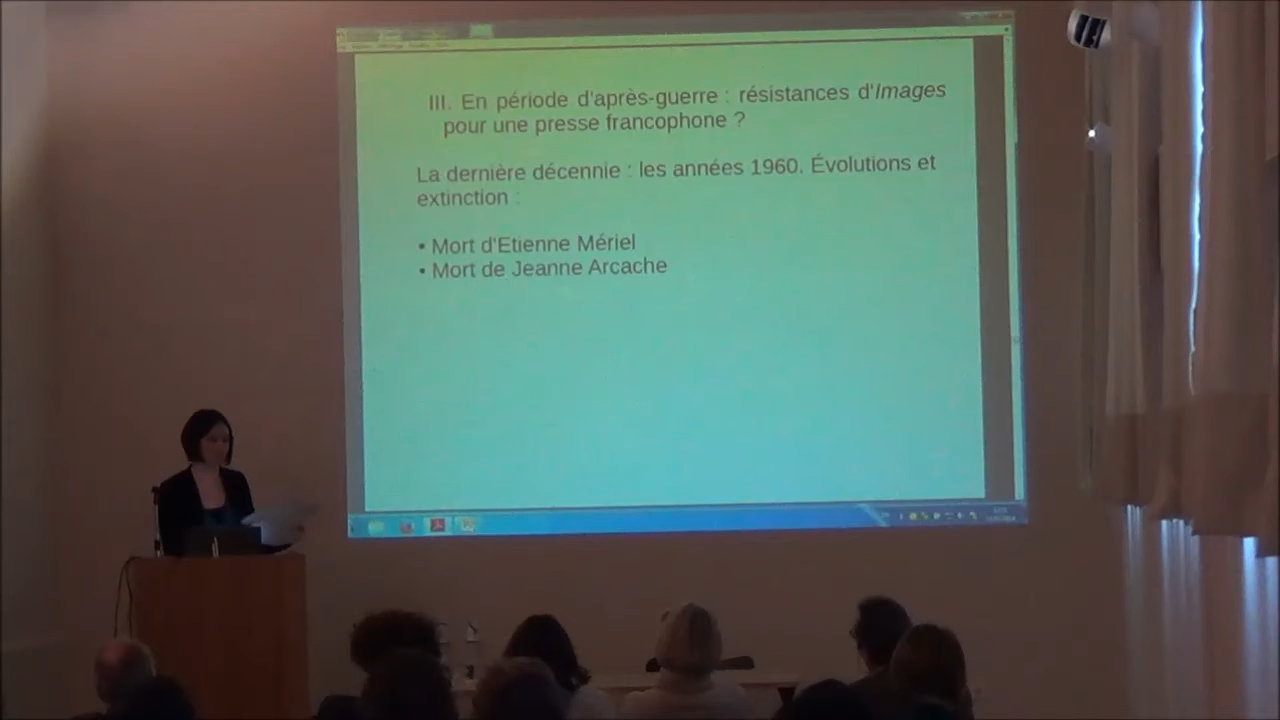 III. En période d'après-guerre : résistances d'Images
pour une presse francophone ?
La dernière décennie : les années 1960. Évolutions et
extinction :
• Mort d'Etienne Mériel
• Mort de Jeanne Arcache